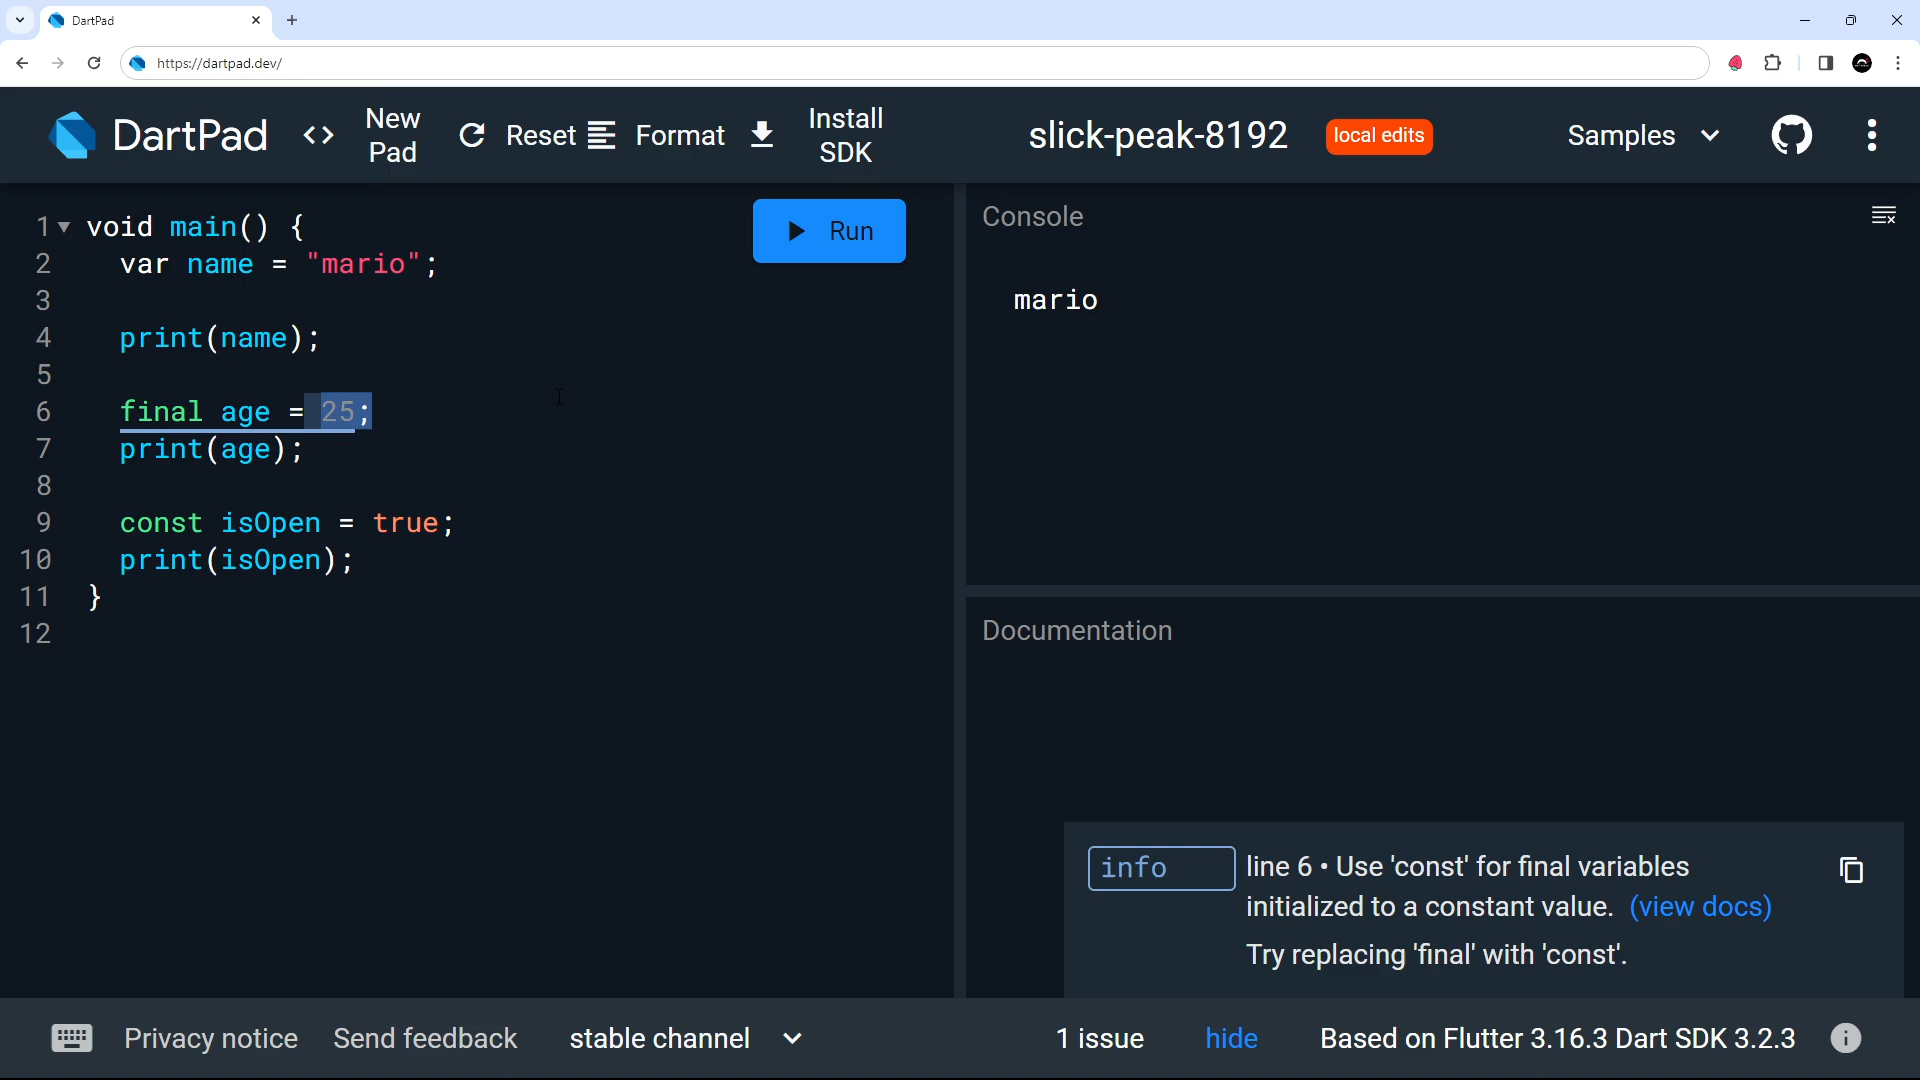 DartPad
https://dartpad.dev/
DartPad
<> New Pad
Reset
Format
Install SDK
slick-peak-8192
local edits
Samples
Run
1 void main() {
2 var name = "mario";
3
4 print(name);
5
6 final age = 25;
7 print(age);
8
9 const isOpen = true;
10 print(isOpen);
11 }
12
Console
mario
Documentation
info
line 6 • Use 'const' for final variables
initialized to a constant value. (view docs)
Try replacing 'final' with 'const'.
Privacy notice
Send feedback
stable channel
1 issue
hide
Based on Flutter 3.16.3 Dart SDK 3.2.3